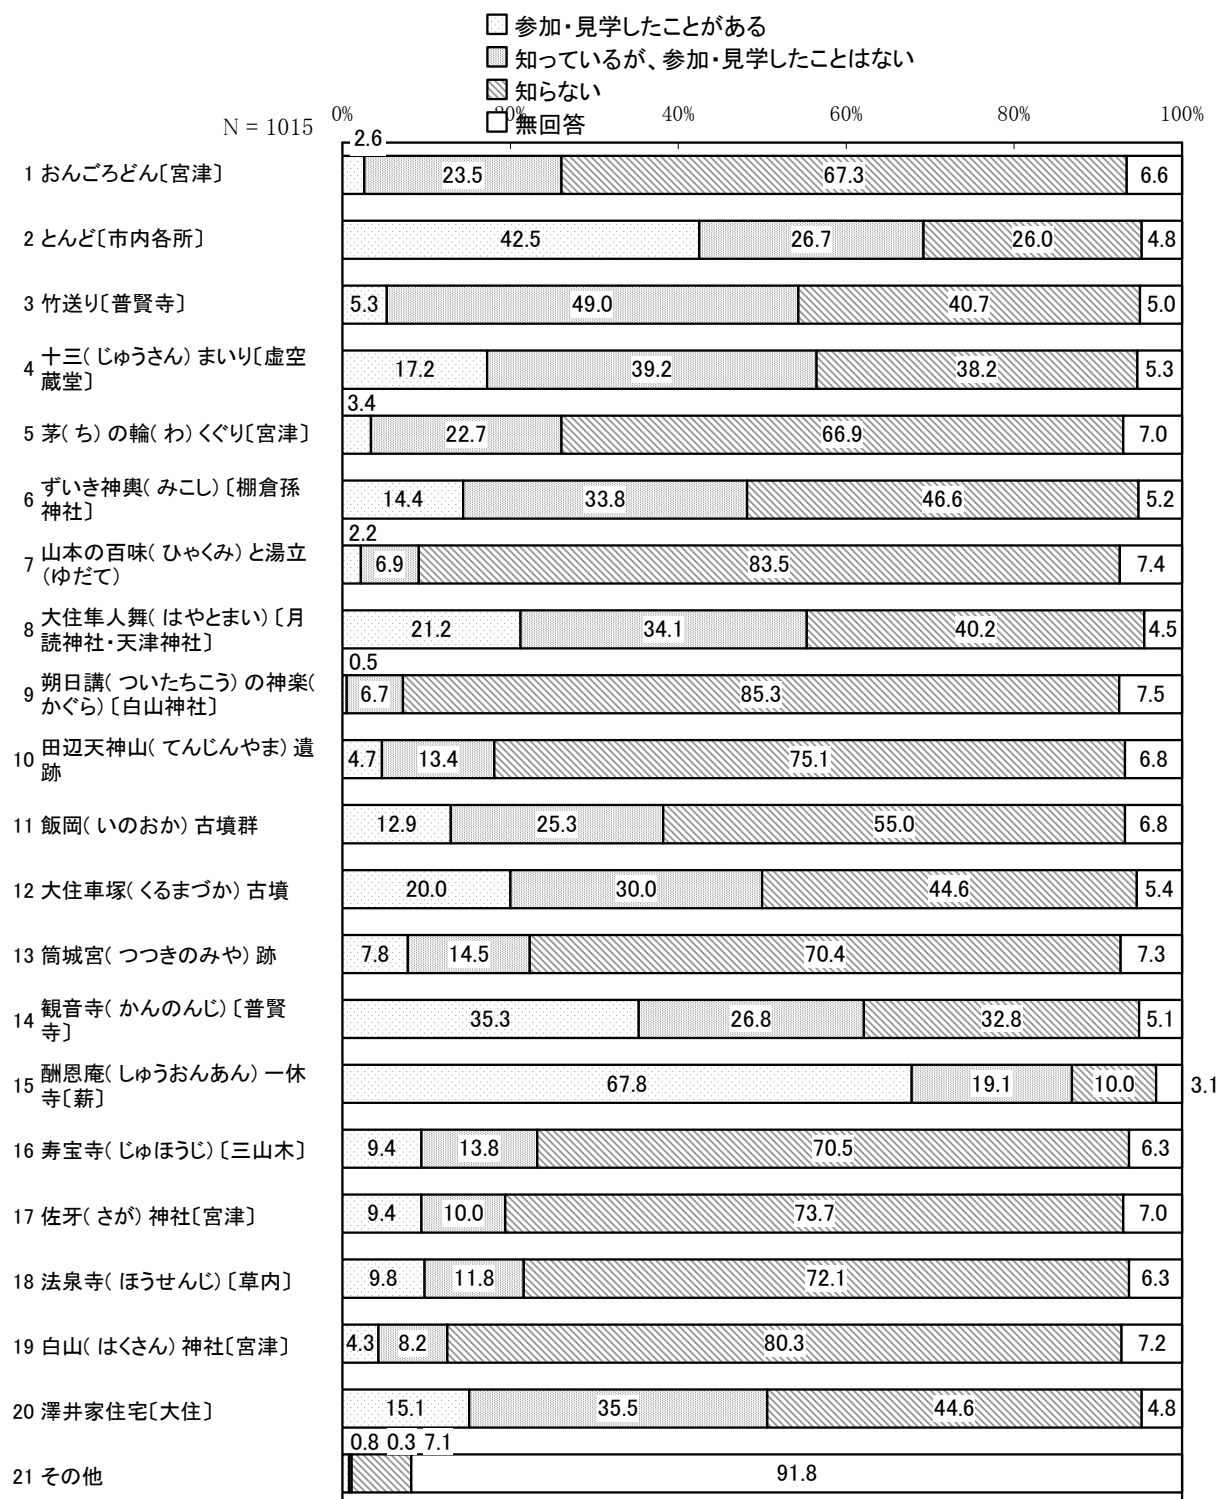 参加・見学したことがある
知っているが、参加・見学したことはない
知らない
無回答
N = 1015
0% 20% 40% 60% 80% 100%
1 おんごろどん〔宮津〕 2.6 23.5 67.3 6.6
2 とんど〔市内各所〕 42.5 26.7 26.0 4.8
3 竹送り〔普賢寺〕 5.3 49.0 40.7 5.0
4 十三(じゅうさん)まいり〔虚空
蔵堂〕 17.2 39.2 38.2 5.3
5 茅(ち)の輪(わ)くぐり〔宮津〕 3.4 22.7 66.9 7.0
6 ずいき神輿(みこし)〔棚倉孫
神社〕 14.4 33.8 46.6 5.2
7 山本の百味(ひゃくみ)と湯立
(ゆだて) 2.2 6.9 83.5 7.4
8 大住隼人舞(はやとまい)〔月
読神社・天津神社〕 21.2 34.1 40.2 4.5
9 朔日講(ついたちこう)の神楽(
かぐら)〔白山神社〕 0.5 6.7 85.3 7.5
10 田辺天神山(てんじんやま)遺
跡 4.7 13.4 75.1 6.8
11 飯岡(いのおか)古墳群 12.9 25.3 55.0 6.8
12 大住車塚(くるまづか)古墳 20.0 30.0 44.6 5.4
13 筒城宮(つつきのみや)跡 7.8 14.5 70.4 7.3
14 観音寺(かんのんじ)〔普賢
寺〕 35.3 26.8 32.8 5.1
15 酬恩庵(しゅうおんあん)一休
寺〔薪〕 67.8 19.1 10.0 3.1
16 寿宝寺(じゅほうじ)〔三山木〕 9.4 13.8 70.5 6.3
17 佐牙(さが)神社〔宮津〕 9.4 10.0 73.7 7.0
18 法泉寺(ほうせんじ)〔草内〕 9.8 11.8 72.1 6.3
19 白山(はくさん)神社〔宮津〕 4.3 8.2 80.3 7.2
20 澤井家住宅〔大住〕 15.1 35.5 44.6 4.8
21 その他 0.8 0.3 7.1 91.8